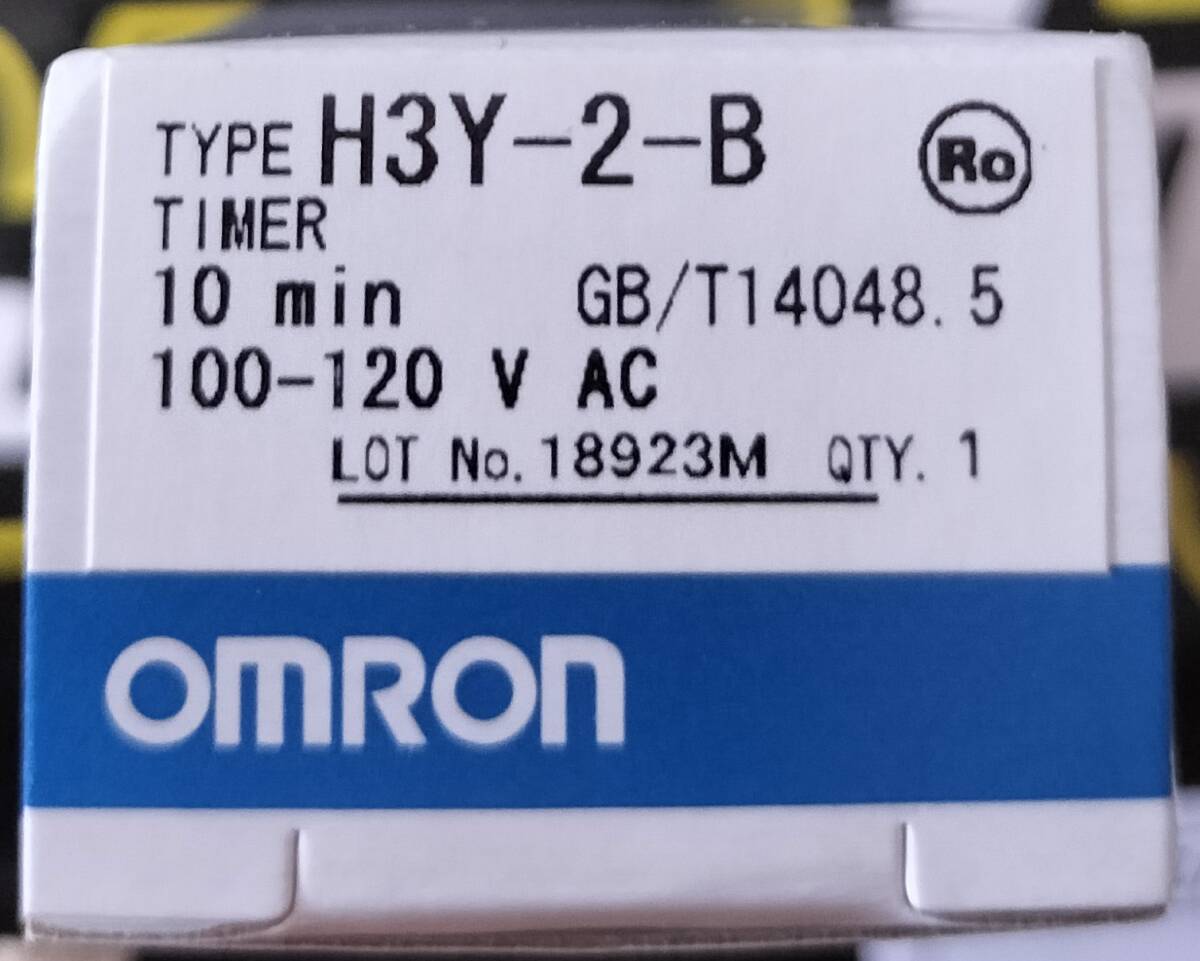 TYPE H3Y-2-B Ro
TIMER
10 min GB/T14048.5
100-120 V AC
LOT No. 18923M QTY. 1
OMRON